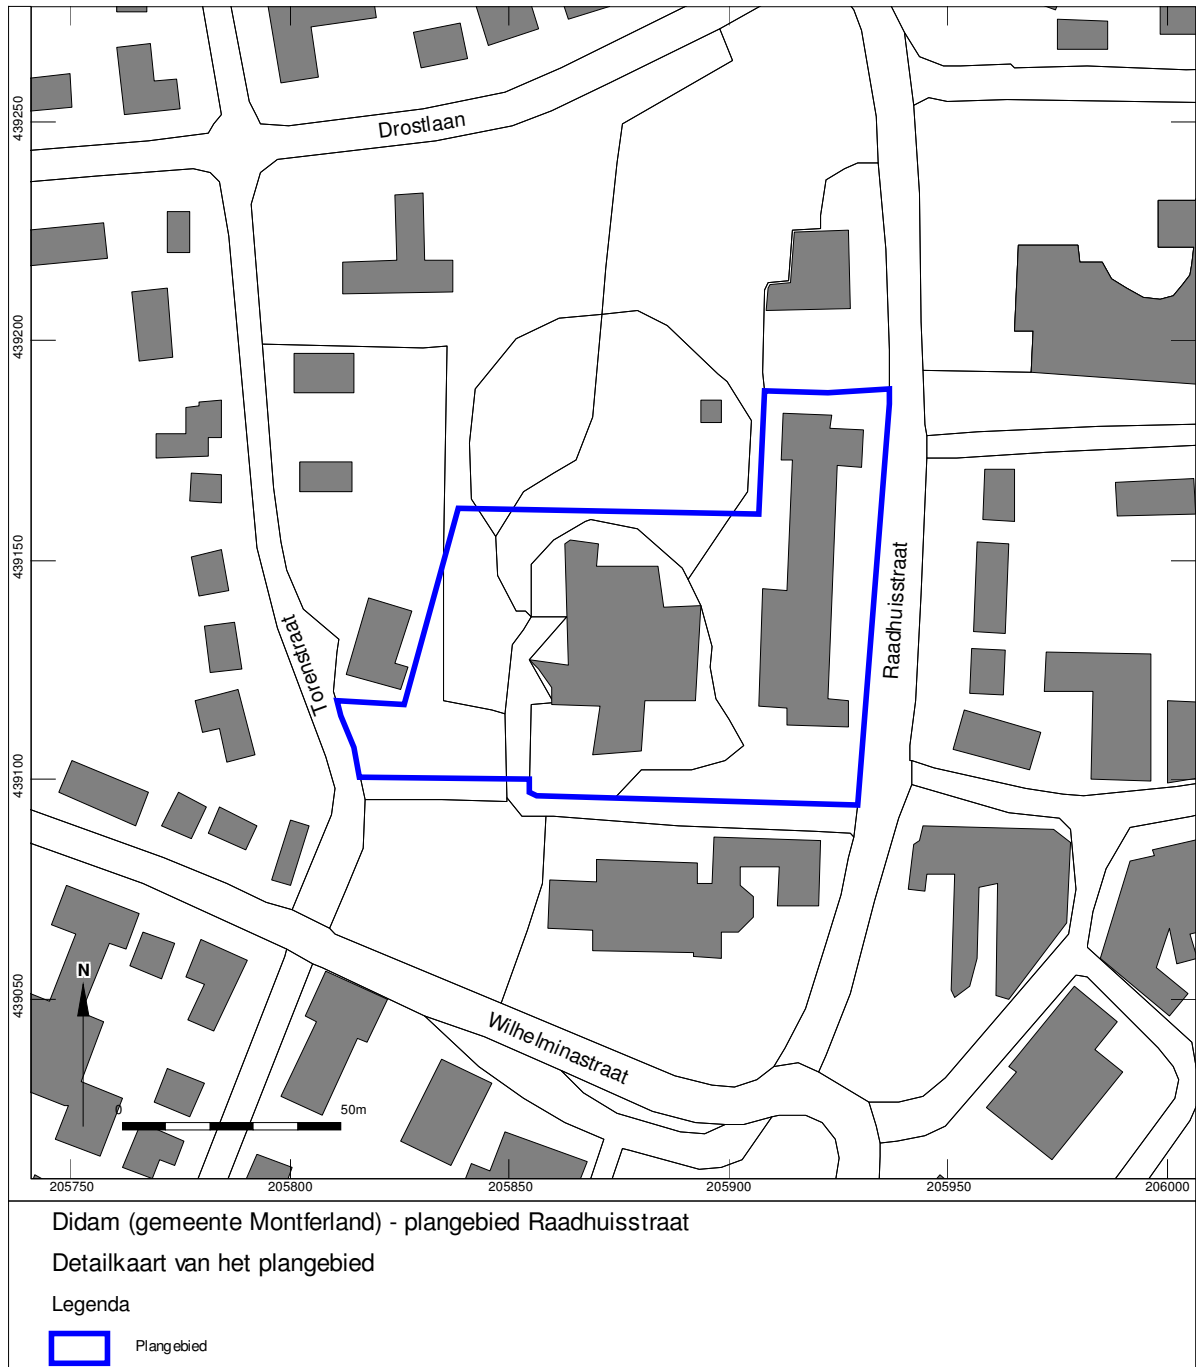 439250
Drostlaan
439200
439150
Raadhuisstraat
Torenstraat
439100
N
439050
Wilhelminastraat
0
50m
205750
205800
205850
205900
205950
206000
Didam (gemeente Montferland) - plangebied Raadhuisstraat
Detailkaart van het plangebied
Legenda
Plangebied